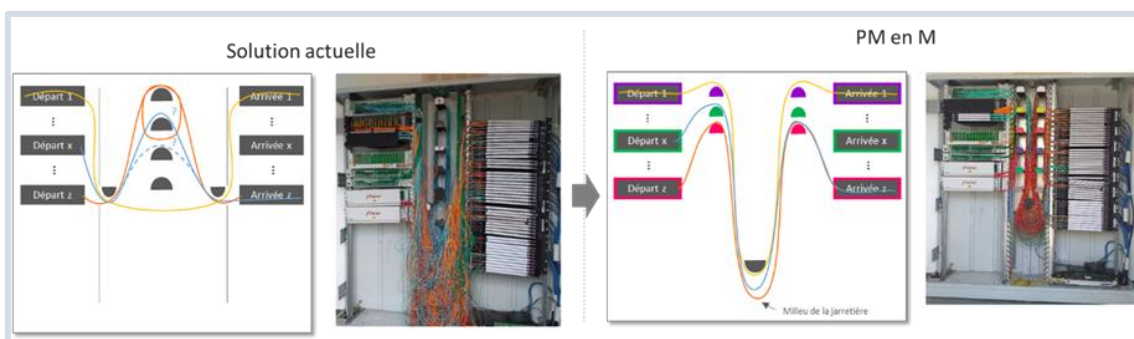 Solution actuelle
Départ 1
Départ x
Départ z
?
?
Arrivée 1
Arrivée x
Arrivée z
PM en M
Départ 1
Départ x
Départ z
Arrivée 1
Arrivée x
Arrivée z
Milieu de la jarretière